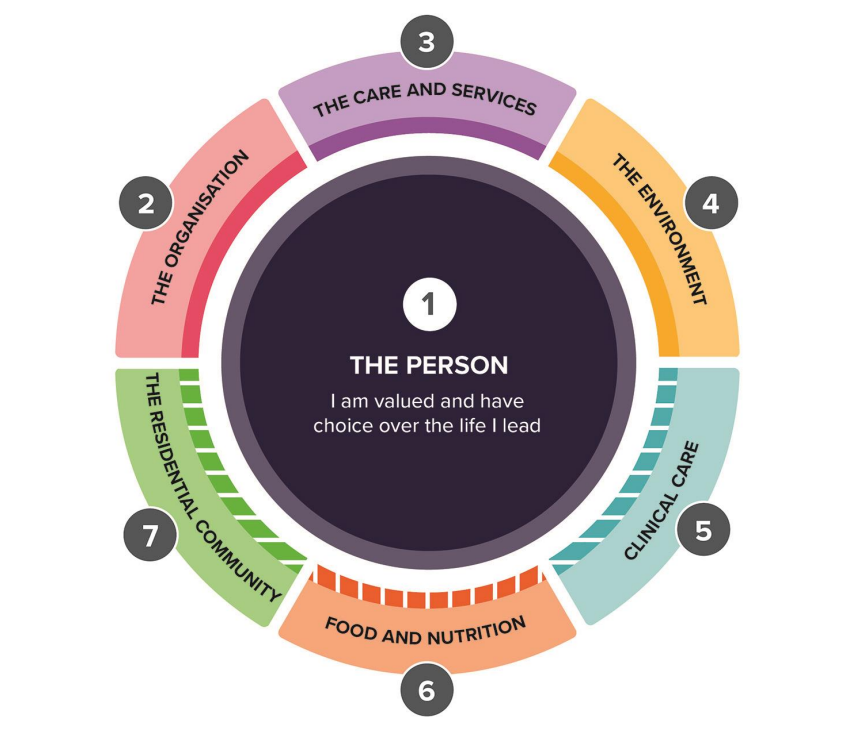 1
THE PERSON
I am valued and have
choice over the life I lead
2
THE ORGANISATION
3
THE CARE AND SERVICES
4
THE ENVIRONMENT
5
CLINICAL CARE
6
FOOD AND NUTRITION
7
THE RESIDENTIAL COMMUNITY